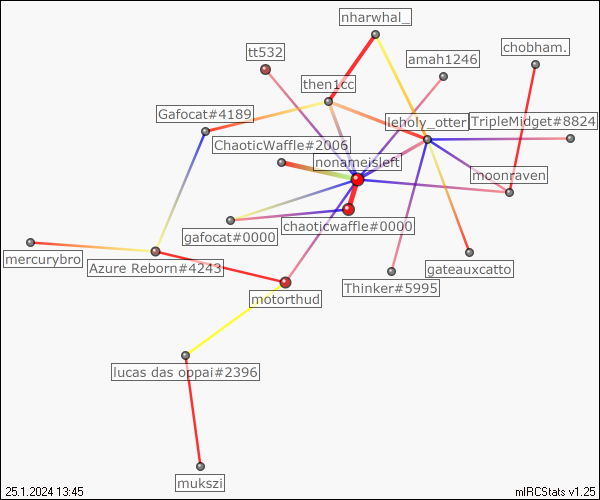 nharwhal_
tt532
chobham.
amah1246
then1cc
Gafocat#4189
leholy_otter
TripleMidget#8824
ChaoticWaffle#2006
nonameisleft
moonraven
chaoticwaffle#0000
gafocat#0000
mercurybro
Azure Reborn#4243
gateauxcatto
Thinker#5995
motorthud
lucas das oppai#2396
mukszi
25.1.2024 13:45
mIRCStats v1.25